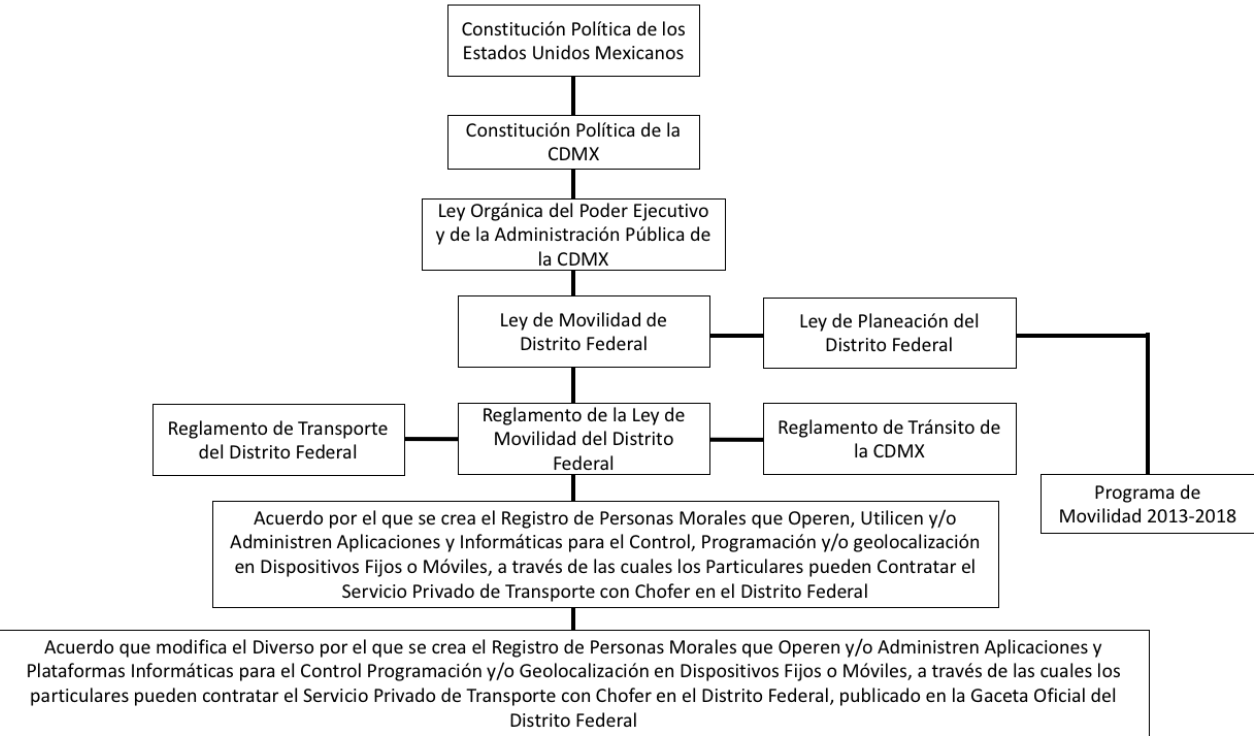 Constitución Política de los
Estados Unidos Mexicanos
Constitución Política de la
CDMX
Ley Orgánica del Poder Ejecutivo
y de la Administración Pública de
la CDMX
Ley de Movilidad de
Distrito Federal
Ley de Planeación del
Distrito Federal
Reglamento de Transporte
del Distrito Federal
Reglamento de la Ley de
Movilidad del Distrito
Federal
Reglamento de Tránsito de
la CDMX
Programa de
Movilidad 2013-2018
Acuerdo por el que se crea el Registro de Personas Morales que Operen, Utilicen y/o
Administren Aplicaciones y Informáticas para el Control, Programación y/o geolocalización
en Dispositivos Fijos o Móviles, a través de las cuales los Particulares pueden Contratar el
Servicio Privado de Transporte con Chofer en el Distrito Federal
Acuerdo que modifica el Diverso por el que se crea el Registro de Personas Morales que Operen y/o Administren Aplicaciones y
Plataformas Informáticas para el Control Programación y/o Geolocalización en Dispositivos Fijos o Móviles, a través de las cuales los
particulares pueden contratar el Servicio Privado de Transporte con Chofer en el Distrito Federal, publicado en la Gaceta Oficial del
Distrito Federal